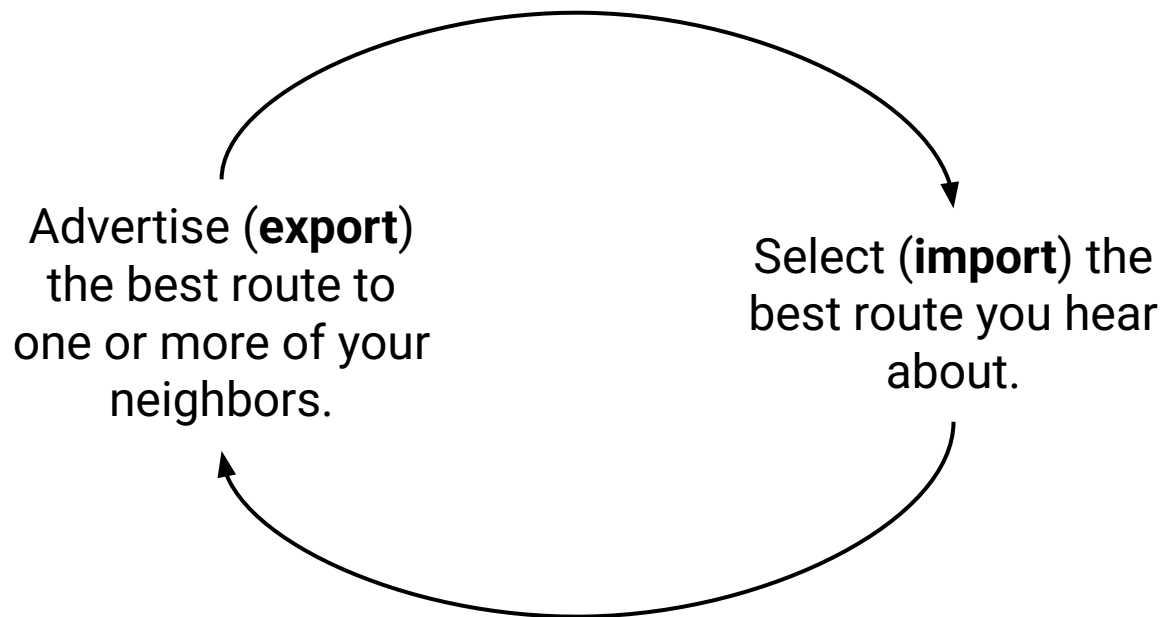 Advertise (export)
the best route to
one or more of your
neighbors.
Select (import) the
best route you hear
about.